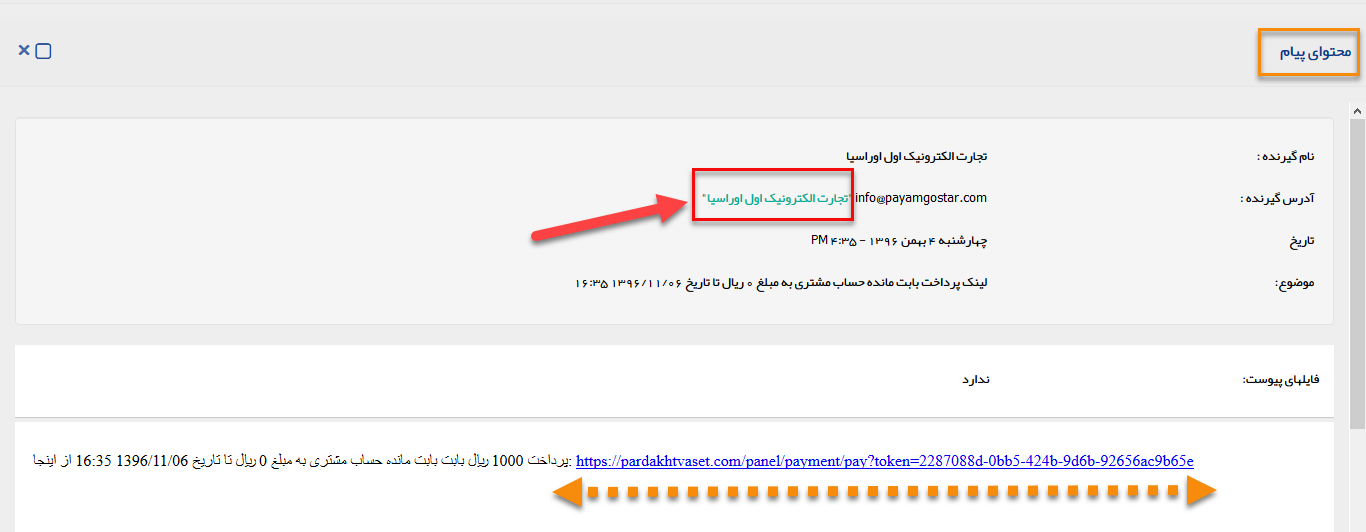 محتوای پیام
نام گیرنده : تجارت الکترونیک اول اوراسیا
آدرس گیرنده : info@payamgostar.com "تجارت الکترونیک اول اوراسیا"
تاریخ چهارشنبه ۴ بهمن ۱۳۹۶ - ۴:۳۵ PM
موضوع: لینک پرداخت بابت مانده حساب مشتری به مبلغ ۰ ریال تا تاریخ ۱۳۹۶/۱۱/۰۶ ۱۶:۳۵
فایلهای پیوست: ندارد
پرداخت 1000 ریال بابت بابت مانده حساب مشتری به مبلغ 0 ریال تا تاریخ 1396/11/06 16:35 از اینجا: https://pardakhtvaset.com/panel/payment/pay?token=2287088d-0bb5-424b-9d6b-92656ac9b65e